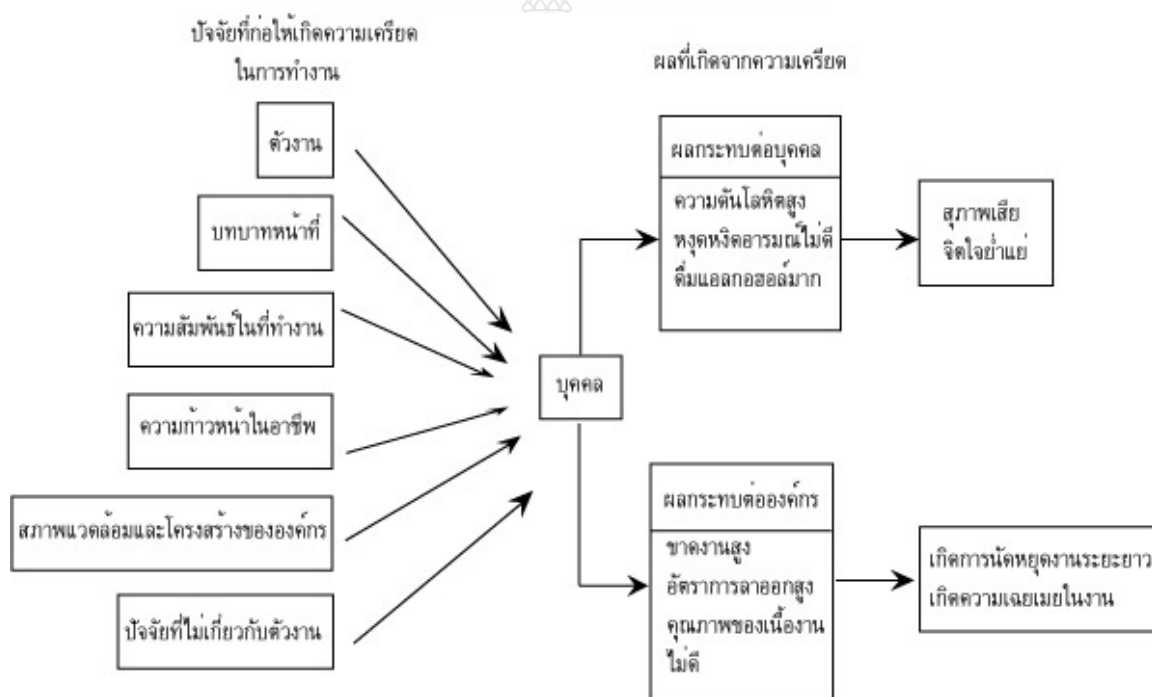 ปัจจัยที่ก่อให้เกิดความเครียด
ในการทำงาน
ตัวงาน
บทบาทหน้าที่
ความสัมพันธ์ในที่ทำงาน
ความก้าวหน้าในอาชีพ
สภาพแวดล้อมและโครงสร้างขององค์กร
ปัจจัยที่ไม่เกี่ยวกับตัวงาน
บุคคล
ผลที่เกิดจากความเครียด
ผลกระทบต่อบุคคล
ความดันโลหิตสูง
หงุดหงิดอารมณ์ไม่ดี
ดื่มแอลกอฮอล์มาก
สุภาพเสีย
จิตใจย่ำแย่
ผลกระทบต่อองค์กร
ขาดงานสูง
อัตราการลาออกสูง
คุณภาพของเนื้องาน
ไม่ดี
เกิดการนัดหยุดงานระยะยาว
เกิดความเฉยเมยในงาน